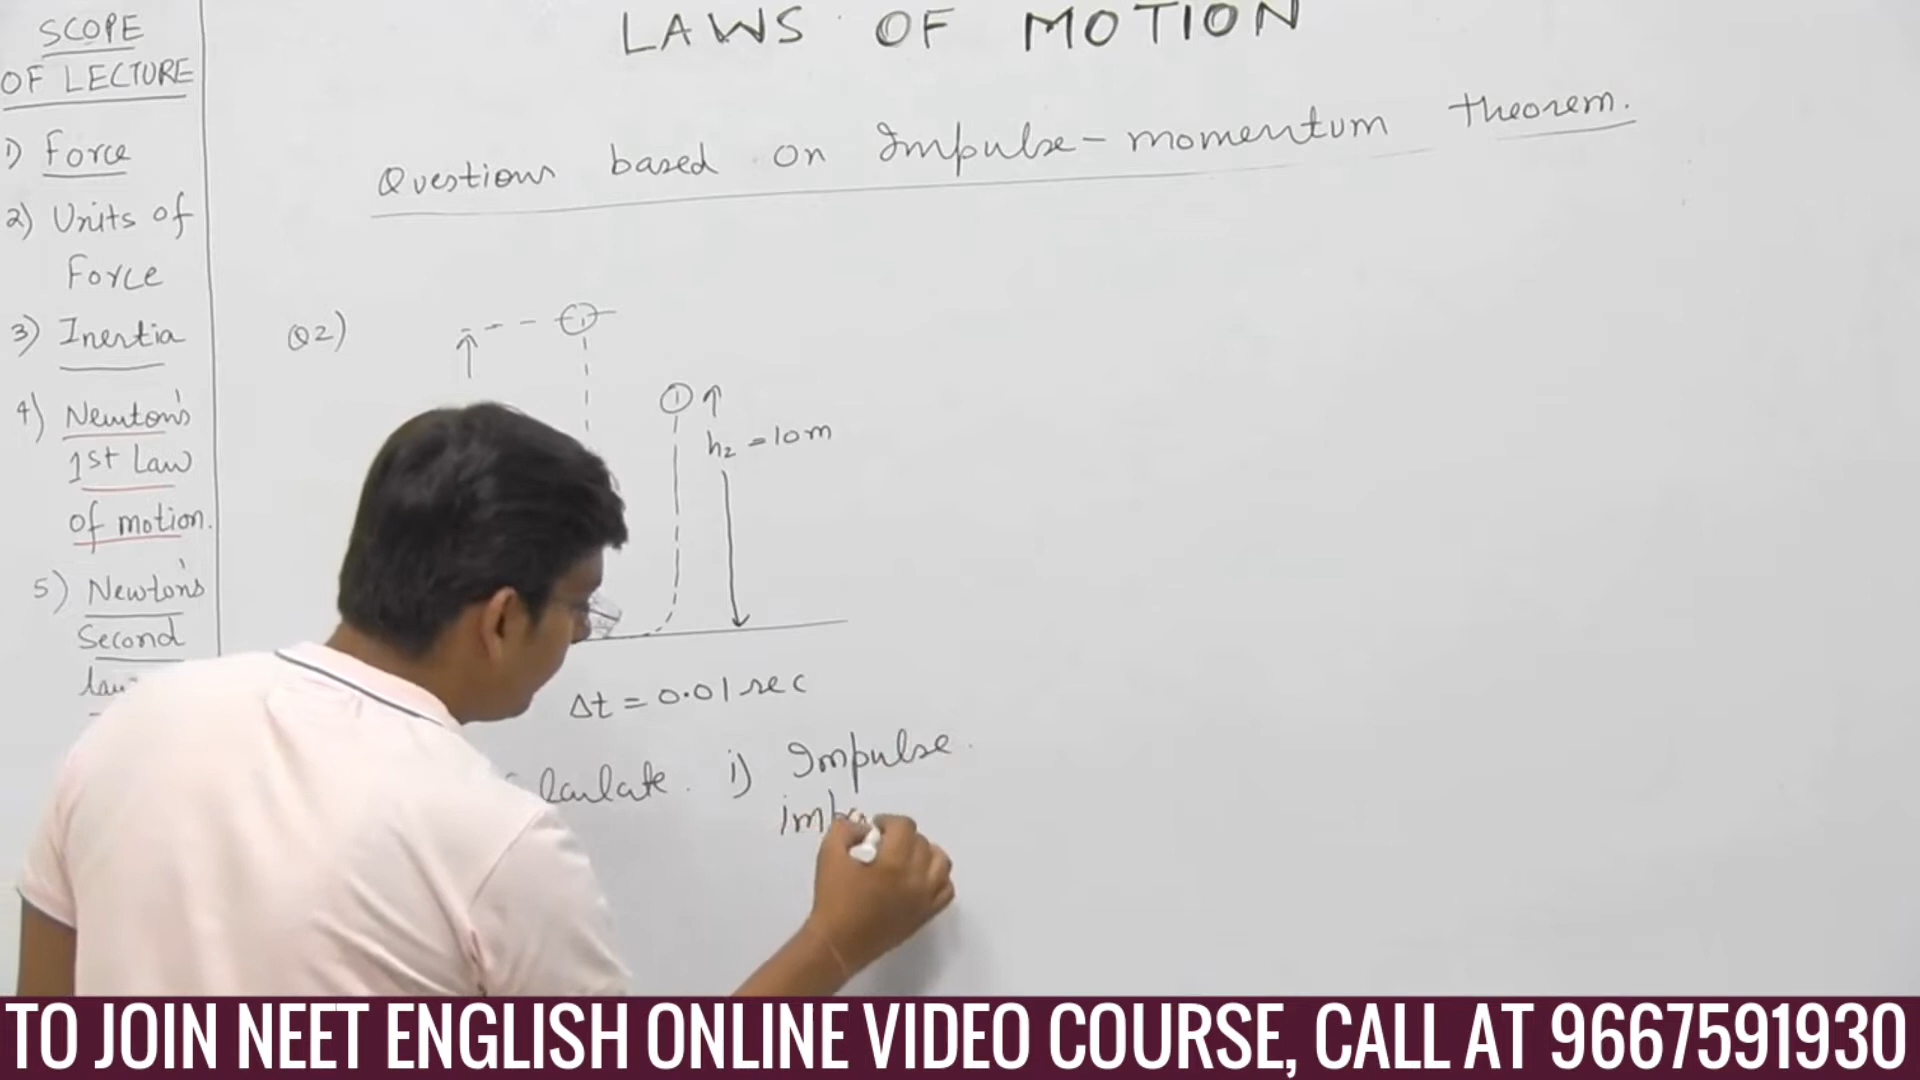 SCOPE
OF LECTURE
1) Force
2) Units of
Force
3) Inertia
4) Newton's
1st Law
of motion.
5) Newton's
Second
LAWS OF MOTION
Questions based on Impulse-momentum theorem.
Q2)
h2 = 10m
Δt = 0.01 sec
i) Impulse
TO JOIN NEET ENGLISH ONLINE VIDEO COURSE, CALL AT 9667591930